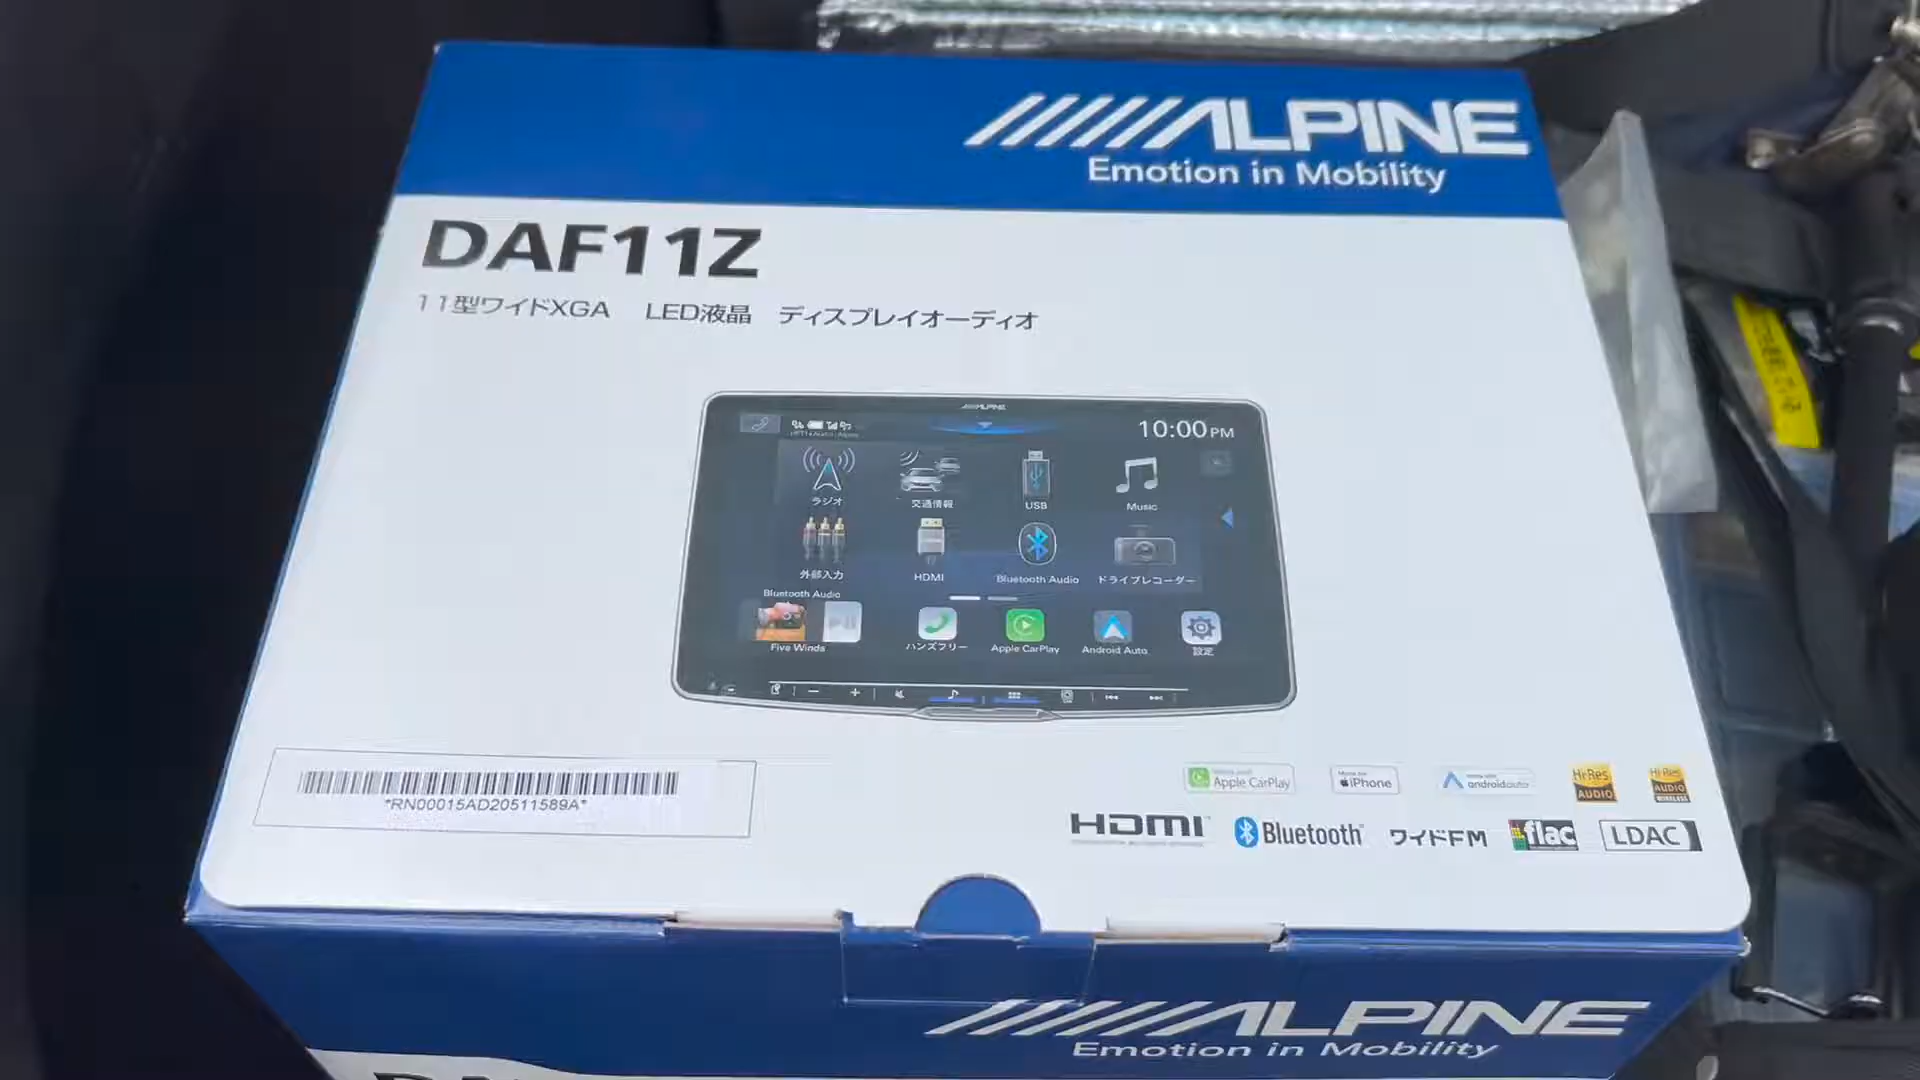 ALPINE
Emotion in Mobility
DAF11Z
11型ワイドXGA LED液晶 ディスプレイオーディオ
ALPINE
10:00PM
ラジオ 交通情報 USB Music
外部入力 HDMI Bluetooth Audio ドライブレコーダー
Bluetooth Audio
Five Winds ハンズフリー Apple CarPlay Android Auto 設定
*RN00015AD20511589A*
Apple CarPlay iPhone androidauto Hi-Res AUDIO Hi-Res AUDIO WIRELESS
HDMI Bluetooth ワイドFM flac LDAC
ALPINE
Emotion in Mobility